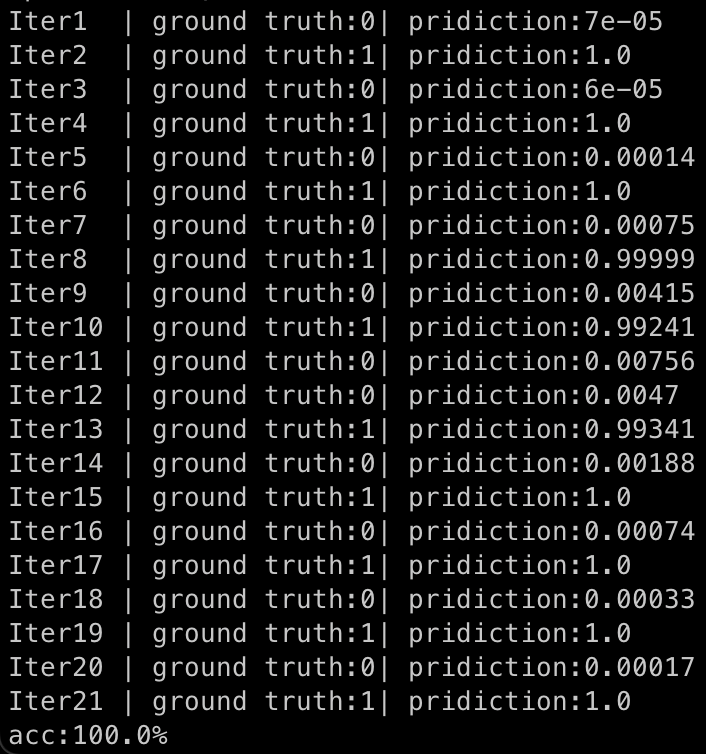 Iter1  | ground truth:0| pridiction:7e-05
Iter2  | ground truth:1| pridiction:1.0
Iter3  | ground truth:0| pridiction:6e-05
Iter4  | ground truth:1| pridiction:1.0
Iter5  | ground truth:0| pridiction:0.00014
Iter6  | ground truth:1| pridiction:1.0
Iter7  | ground truth:0| pridiction:0.00075
Iter8  | ground truth:1| pridiction:0.99999
Iter9  | ground truth:0| pridiction:0.00415
Iter10 | ground truth:1| pridiction:0.99241
Iter11 | ground truth:0| pridiction:0.00756
Iter12 | ground truth:0| pridiction:0.0047
Iter13 | ground truth:1| pridiction:0.99341
Iter14 | ground truth:0| pridiction:0.00188
Iter15 | ground truth:1| pridiction:1.0
Iter16 | ground truth:0| pridiction:0.00074
Iter17 | ground truth:1| pridiction:1.0
Iter18 | ground truth:0| pridiction:0.00033
Iter19 | ground truth:1| pridiction:1.0
Iter20 | ground truth:0| pridiction:0.00017
Iter21 | ground truth:1| pridiction:1.0
acc:100.0%